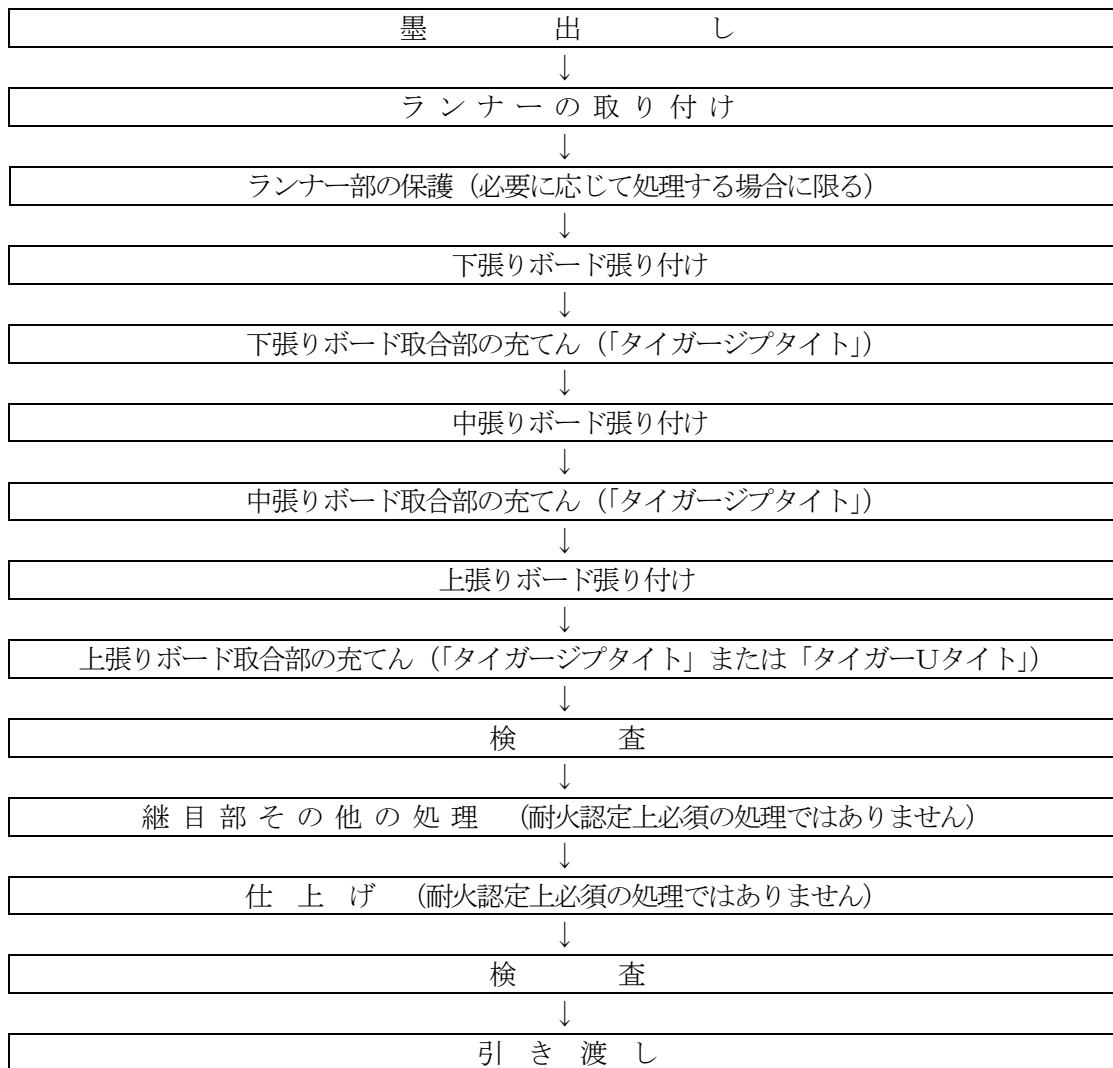 墨出し
↓
ランナーの取り付け
↓
ランナー部の保護（必要に応じて処理する場合に限る）
↓
下張りボード張り付け
↓
下張りボード取合部の充てん（「タイガージプタイト」）
↓
中張りボード張り付け
↓
中張りボード取合部の充てん（「タイガージプタイト」）
↓
上張りボード張り付け
↓
上張りボード取合部の充てん（「タイガージプタイト」または「タイガーＵタイト」）
↓
検査
↓
継目部その他の処理　（耐火認定上必須の処理ではありません）
↓
仕上げ　（耐火認定上必須の処理ではありません）
↓
検査
↓
引き渡し